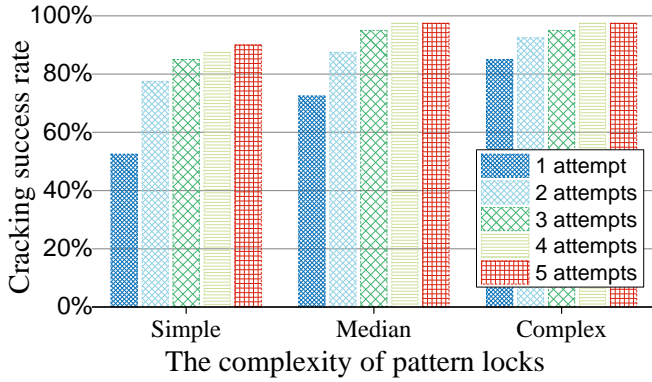 Cracking success rate
100%
80%
60%
40%
20%
0%
1 attempt
2 attempts
3 attempts
4 attempts
5 attempts
Simple Median Complex
The complexity of pattern locks